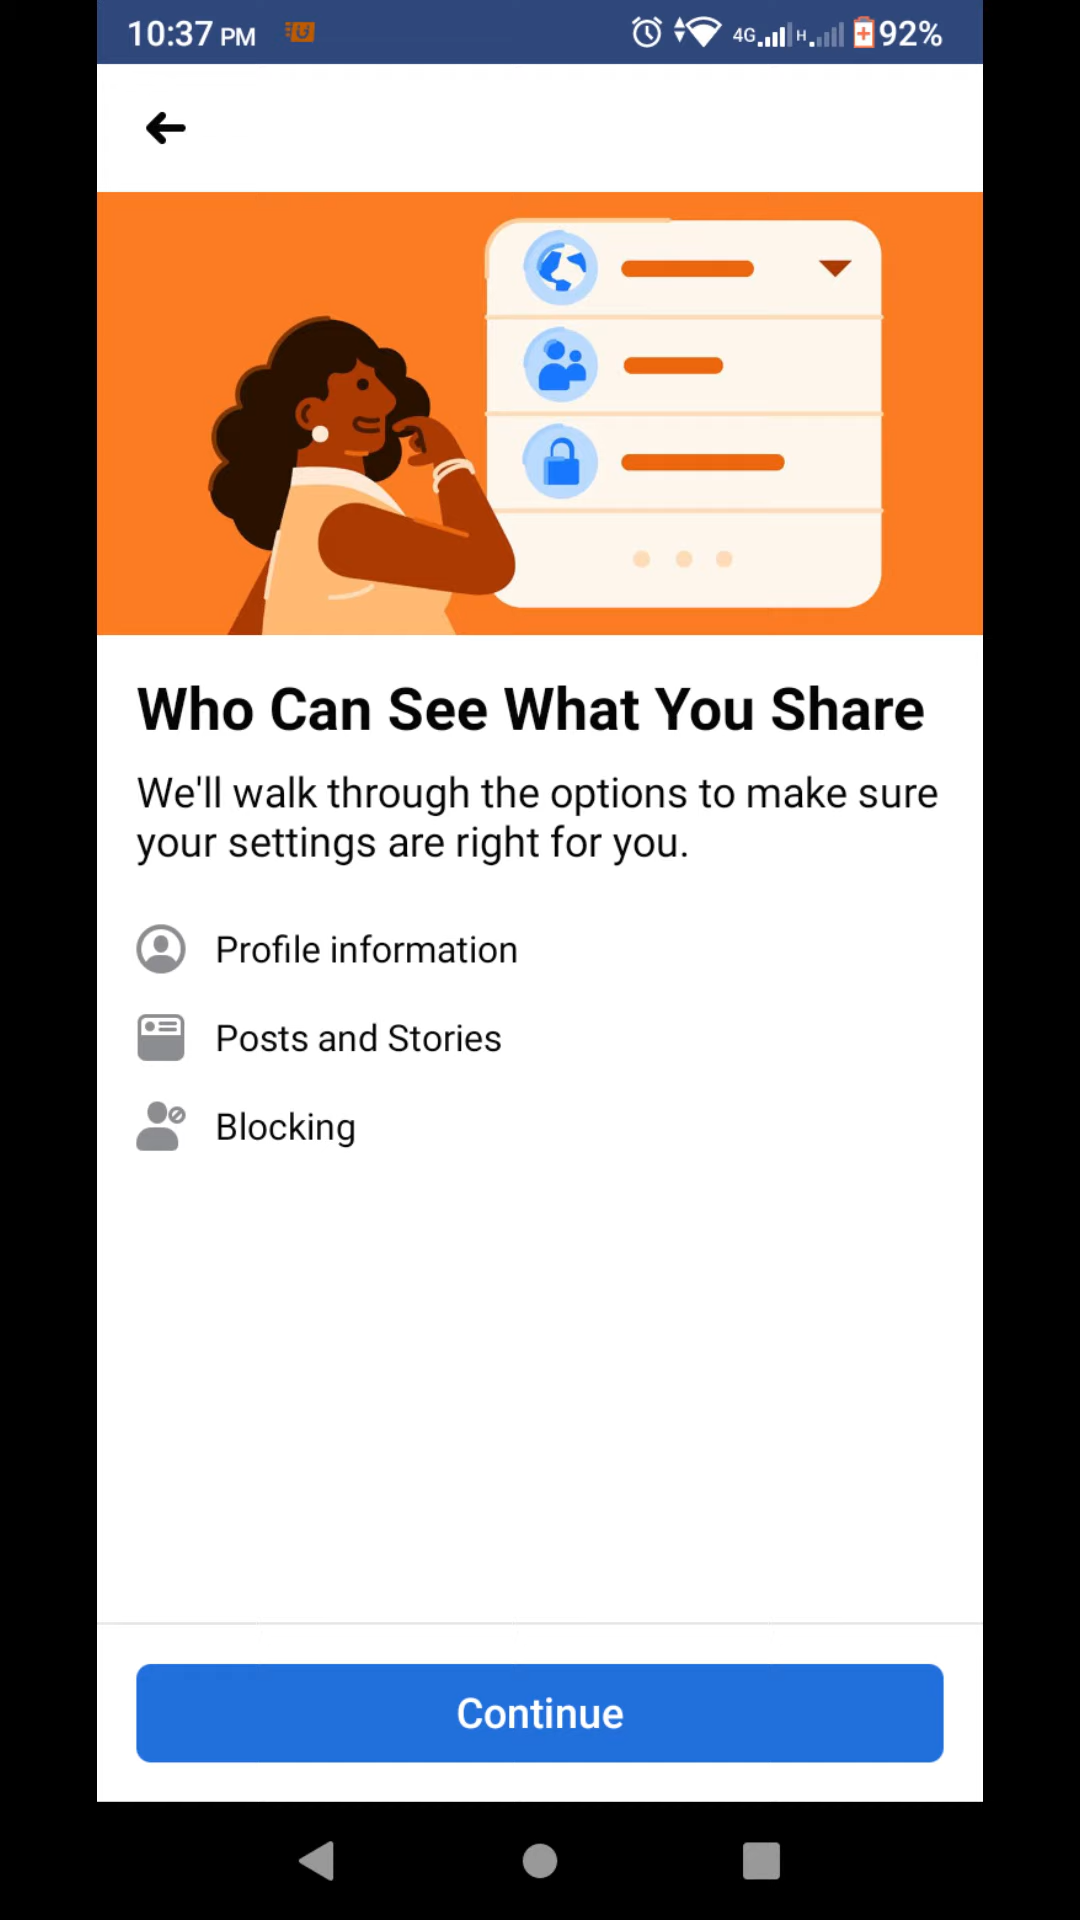 10:37 PM 4G H 92%
Who Can See What You Share
We'll walk through the options to make sure
your settings are right for you.
Profile information
Posts and Stories
Blocking
Continue